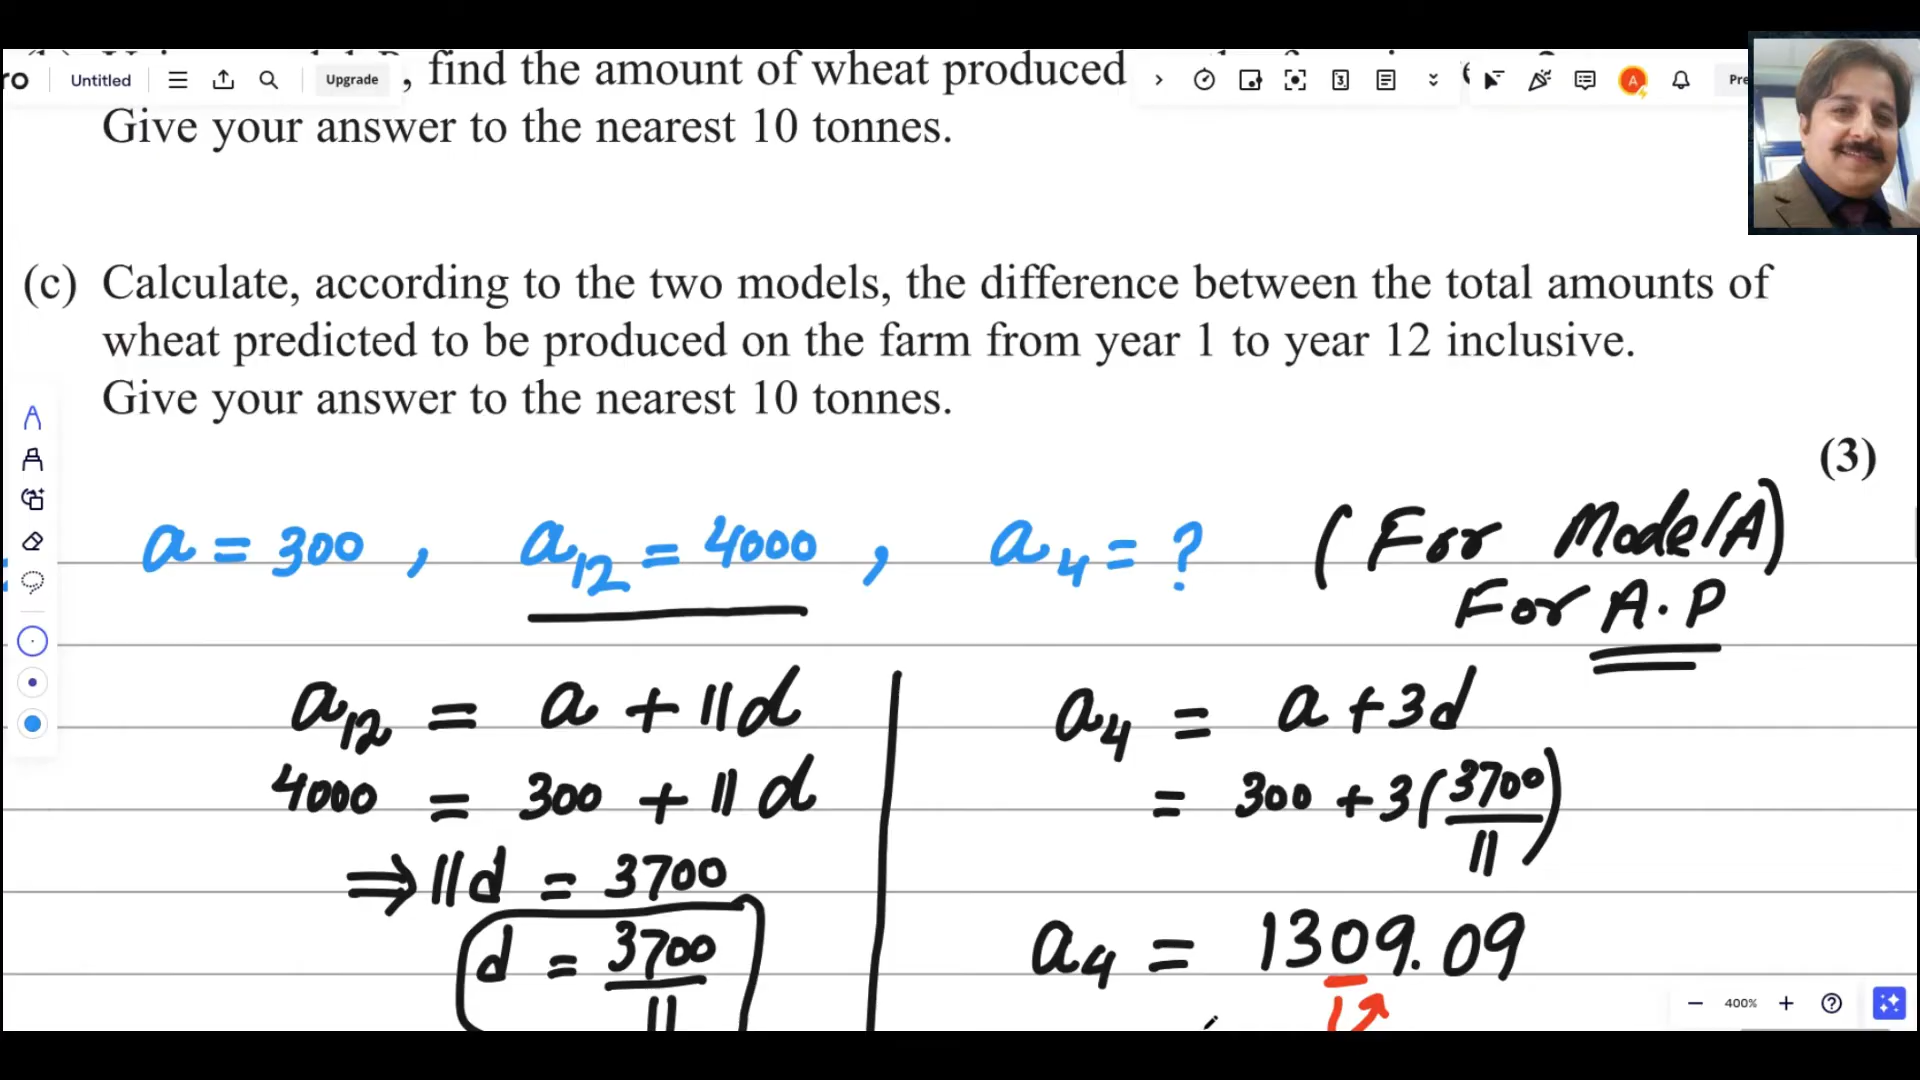 ro Untitled Upgrade Pre
, find the amount of wheat produced
Give your answer to the nearest 10 tonnes.
(c) Calculate, according to the two models, the difference between the total amounts of
wheat predicted to be produced on the farm from year 1 to year 12 inclusive.
Give your answer to the nearest 10 tonnes.
(3)
a = 300 , a12 = 4000 , a4 = ? (For Model A)
For A.P
a12 = a + 11d
4000 = 300 + 11d
⇒ 11d = 3700
d = 3700/11
a4 = a + 3d
= 300 + 3(3700/11)
a4 = 1309.09
1
400%